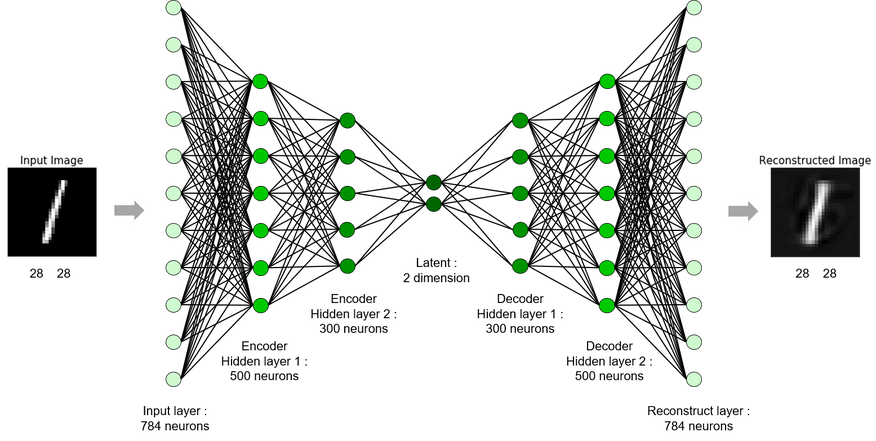 Input Image
28 28
Input layer :
784 neurons
Encoder
Hidden layer 1 :
500 neurons
Encoder
Hidden layer 2 :
300 neurons
Latent :
2 dimension
Decoder
Hidden layer 1 :
300 neurons
Decoder
Hidden layer 2 :
500 neurons
Reconstruct layer :
784 neurons
Reconstructed Image
28 28